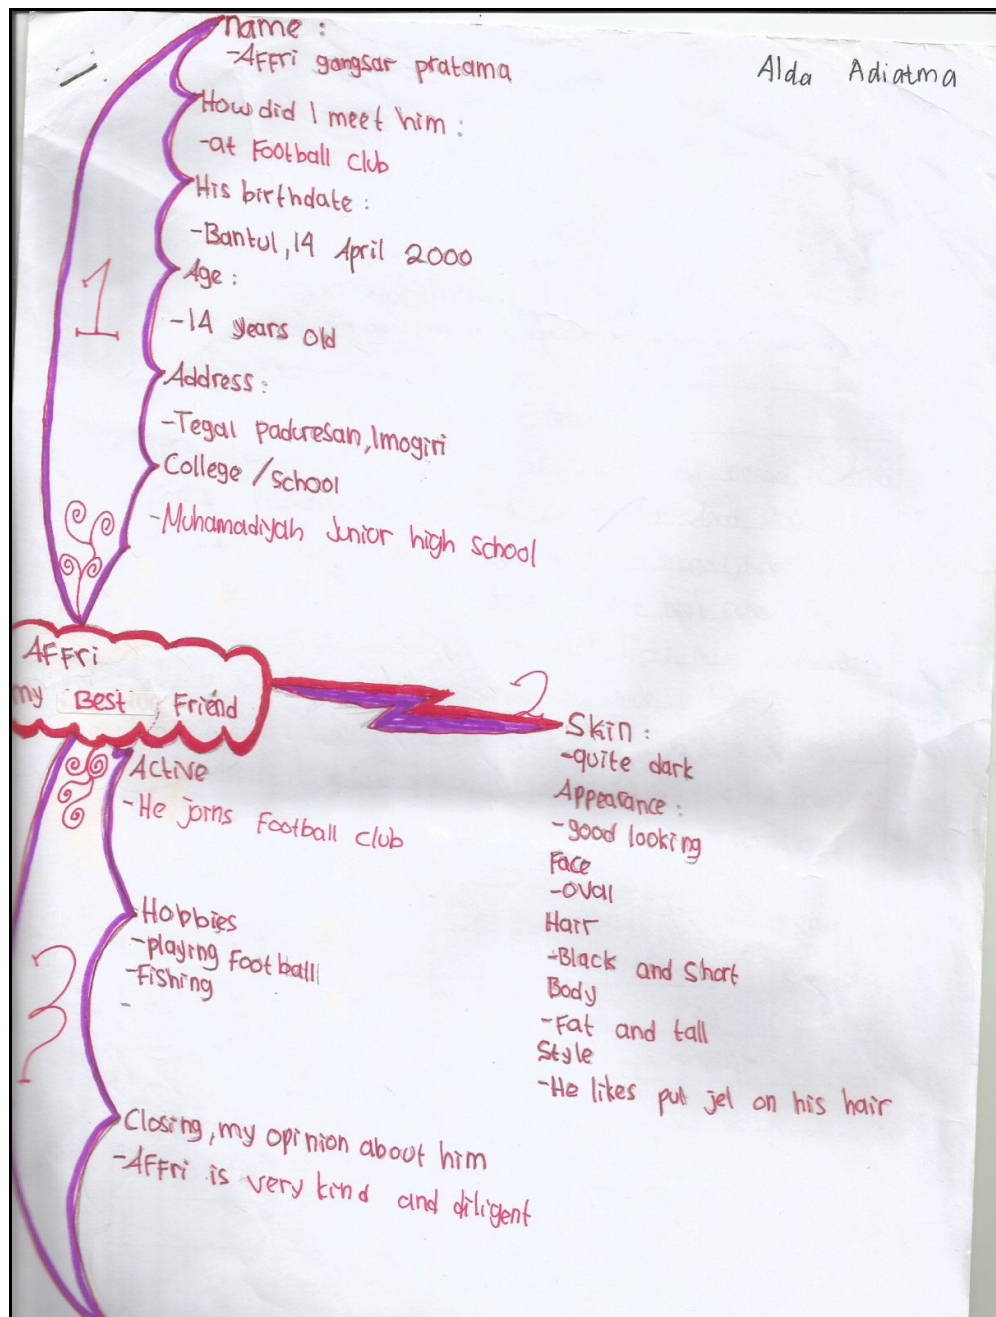 name :
-Affri gangsar pratama
Alda Adiatma
How did I meet him :
-at Football club
His birthdate :
-Bantul, 14 April 2000
Age :
-14 years old
Address :
-Tegal paduresan, Imogiri
College / school
-Muhamadiyah Junior high school
1
Affri
my Best Friend
2
Skin :
-quite dark
Appearance :
-good looking
Face
-oval
Hair
-Black and Short
Body
-Fat and tall
Style
-He likes put jel on his hair
3
Active
-He joins Football club
Hobbies
-playing Football
-Fishing
-
Closing, my opinion about him
-Affri is very kind and diligent